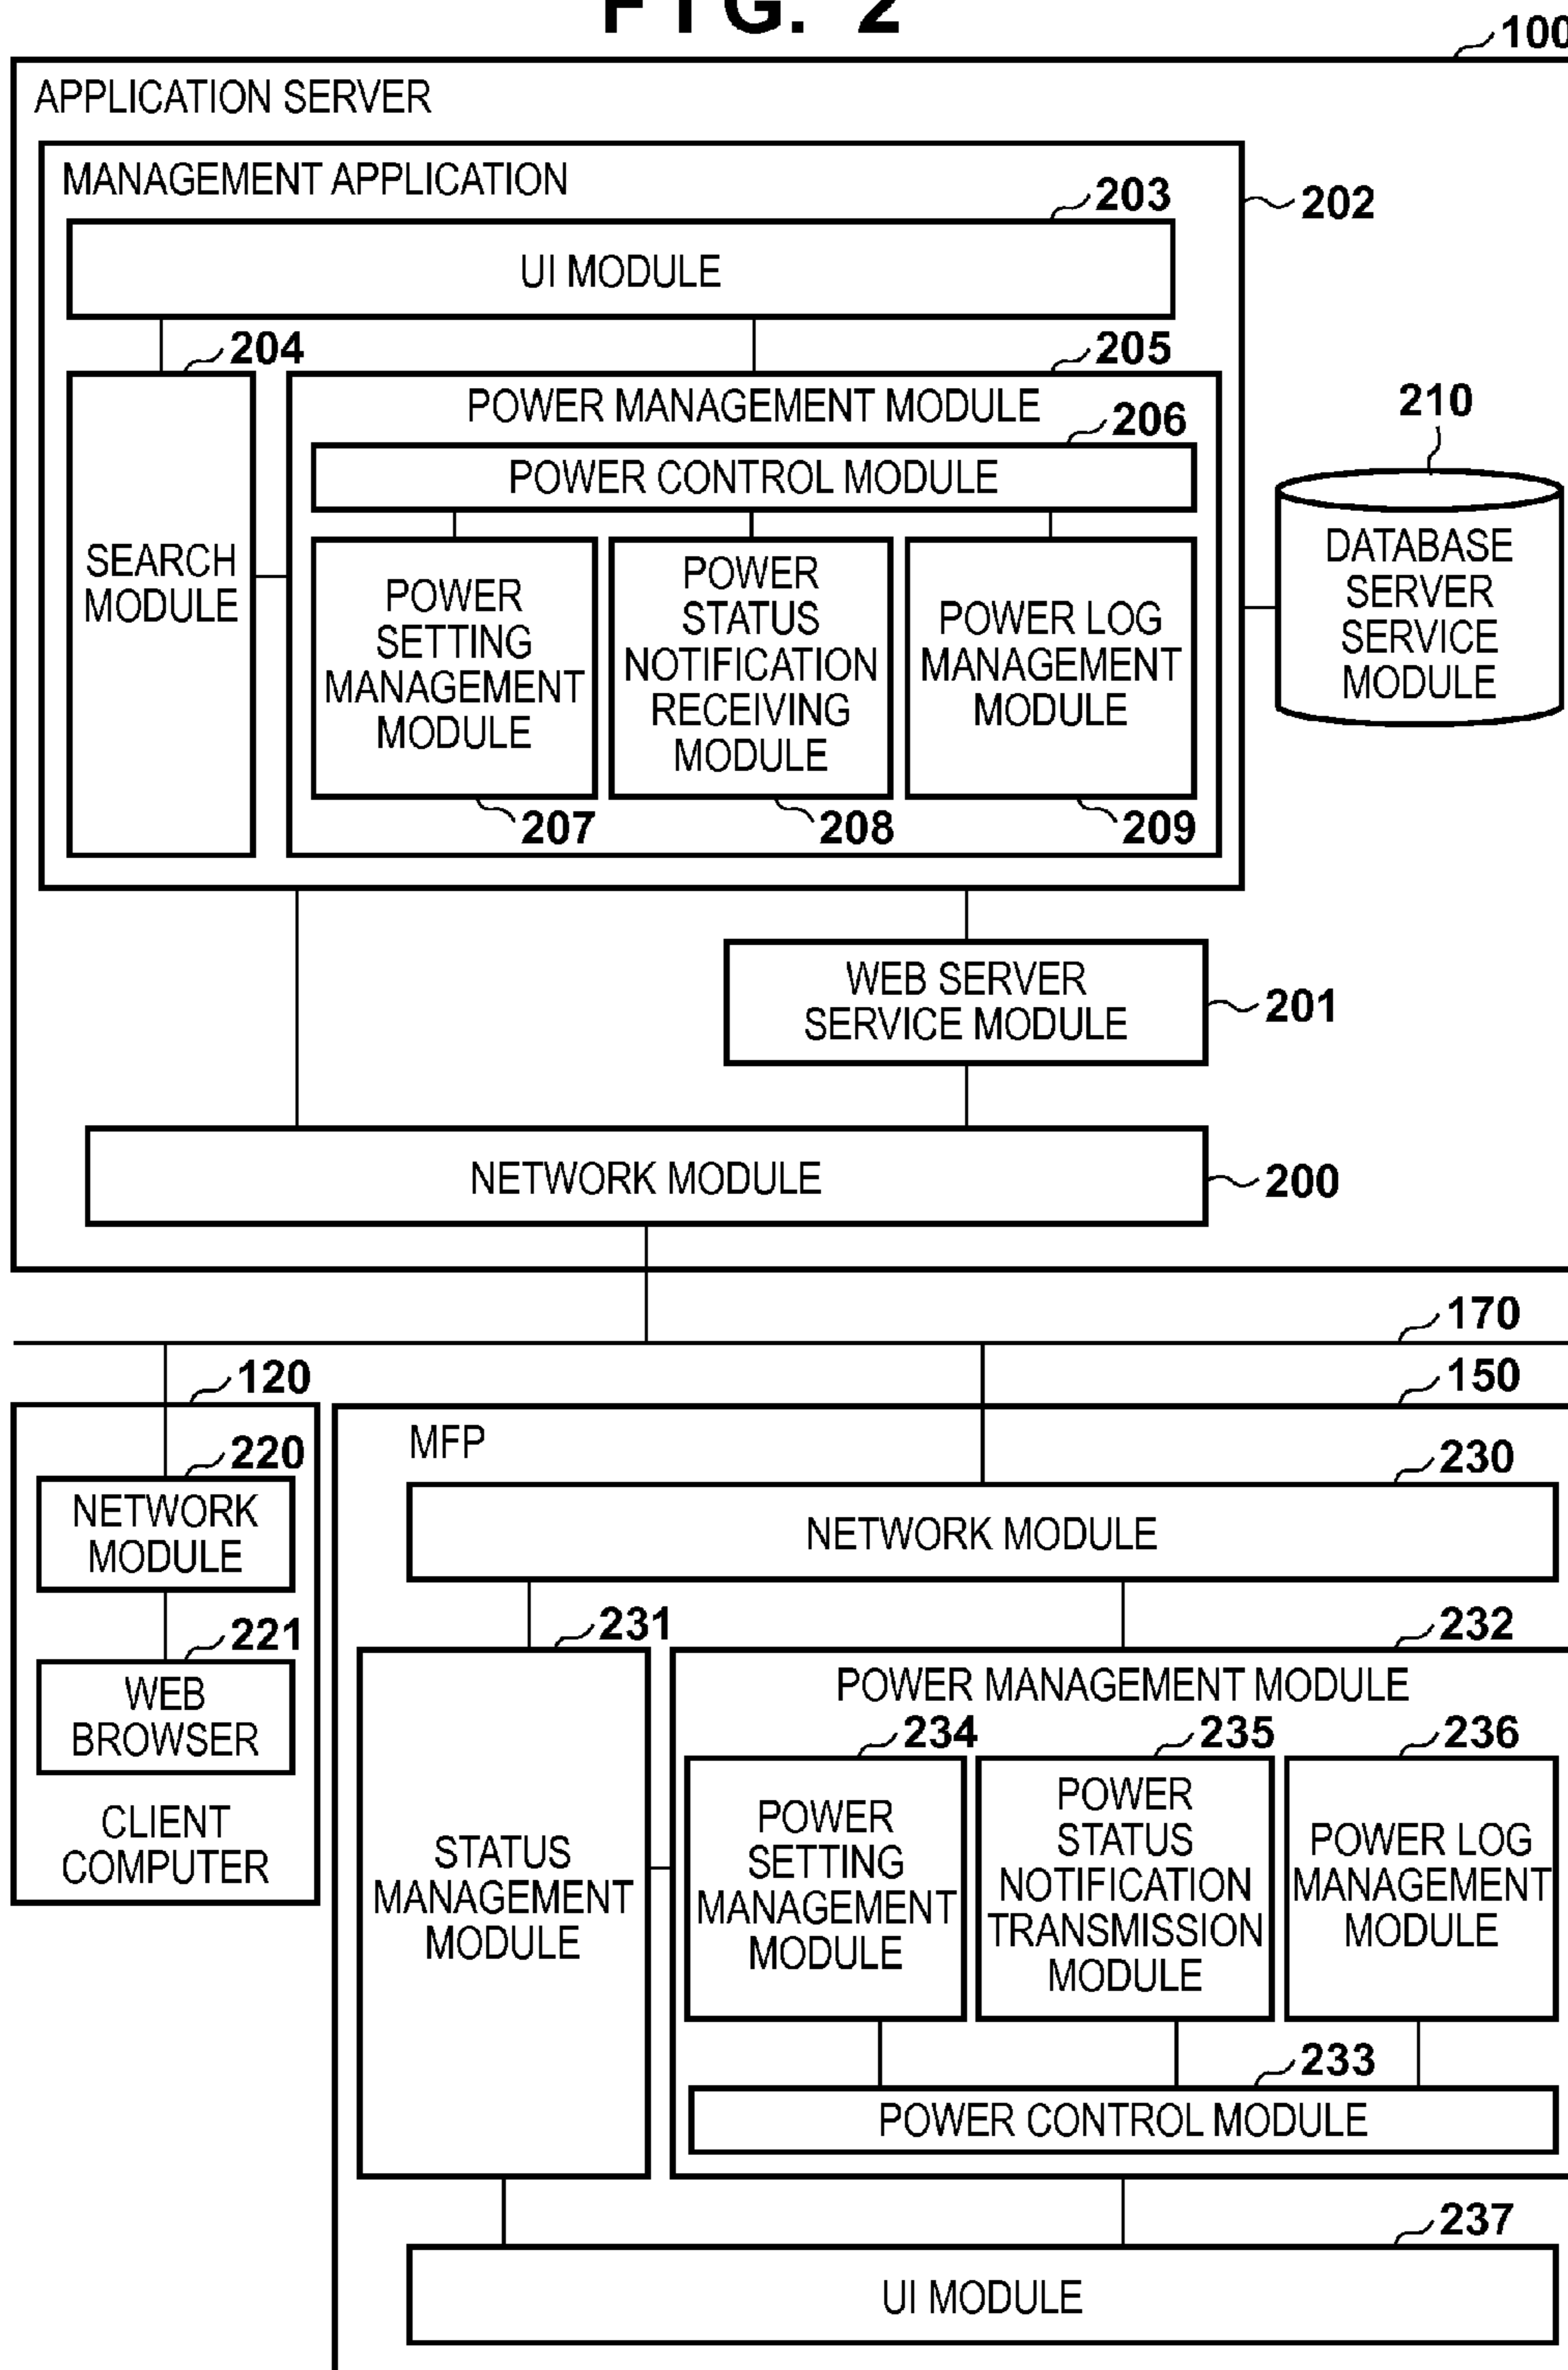 FIG. 2
100
APPLICATION SERVER
MANAGEMENT APPLICATION
202
203
UI MODULE
204
205
SEARCH
MODULE
POWER MANAGEMENT MODULE
206
POWER CONTROL MODULE
POWER
SETTING
MANAGEMENT
MODULE
207
POWER
STATUS
NOTIFICATION
RECEIVING
MODULE
208
POWER LOG
MANAGEMENT
MODULE
209
210
DATABASE
SERVER
SERVICE
MODULE
WEB SERVER
SERVICE MODULE
201
NETWORK MODULE
200
170
120
220
NETWORK
MODULE
221
WEB
BROWSER
CLIENT
COMPUTER
150
MFP
230
NETWORK MODULE
231
STATUS
MANAGEMENT
MODULE
232
POWER MANAGEMENT MODULE
234
POWER
SETTING
MANAGEMENT
MODULE
235
POWER
STATUS
NOTIFICATION
TRANSMISSION
MODULE
236
POWER LOG
MANAGEMENT
MODULE
233
POWER CONTROL MODULE
237
UI MODULE